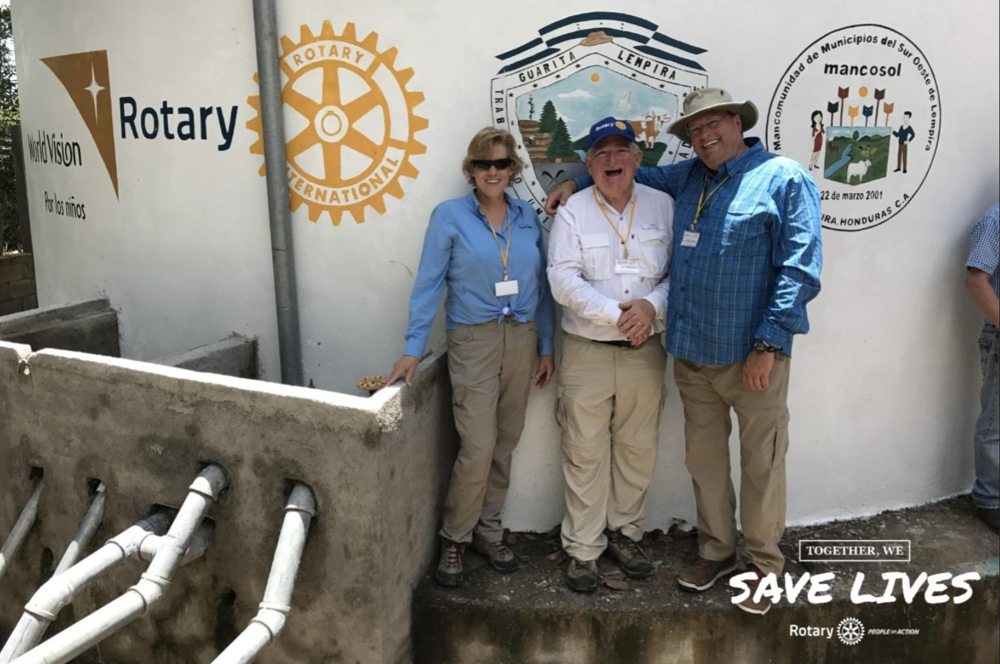 World Vision
Por los niños
Rotary
ROTARY
INTERNATIONAL
GUARITA LEMPIRA
TRAB
Mancomunidad de Municipios del Sur Oeste de Lempira
mancosol
22 de marzo 2001
HONDURAS C.A
Rotary
TOGETHER, WE
SAVE LIVES
Rotary
PEOPLE OF ACTION